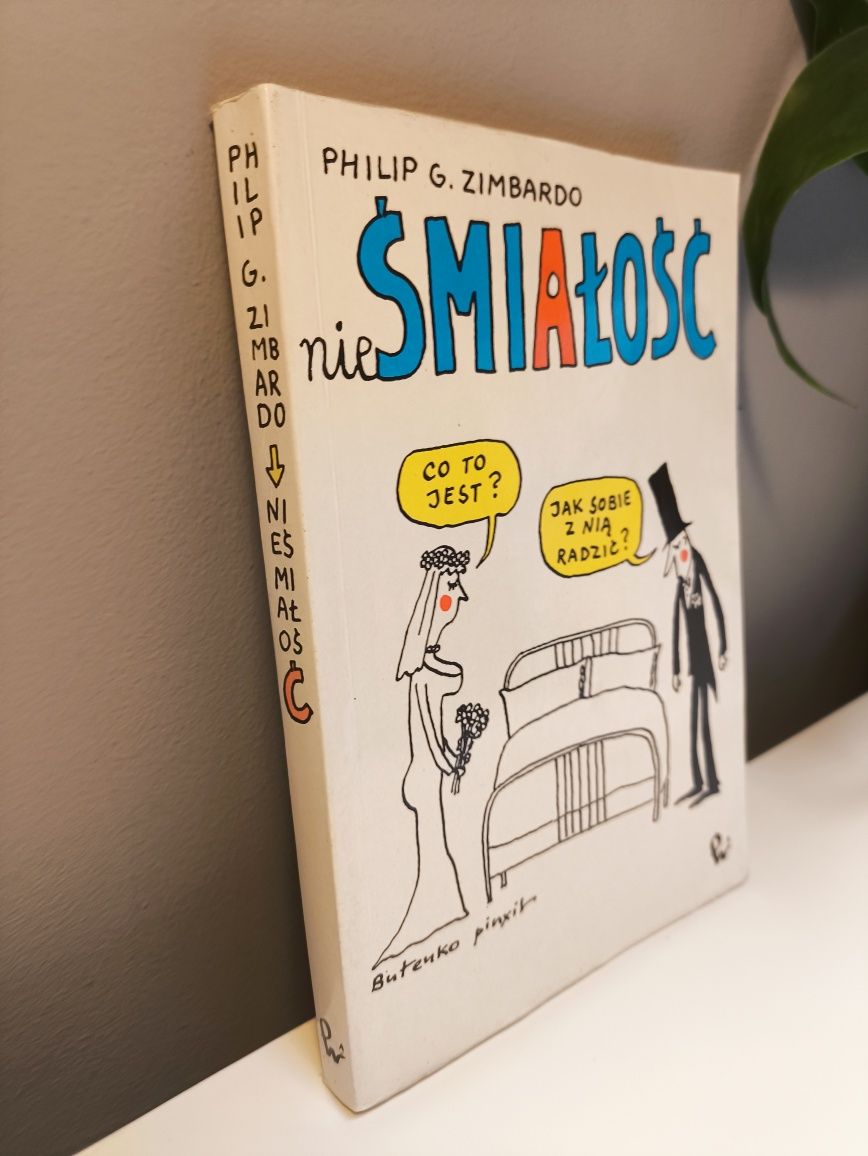 PH
IL
IP
G.
ZI
MB
AR
DO
NI
EŚ
MI
AŁ
OŚ
Ć
PHILIP G. ZIMBARDO
nieŚMIAŁOŚĆ
CO TO
JEST?
JAK SOBIE
Z NIĄ
RADZIĆ?
Butenko pinxit